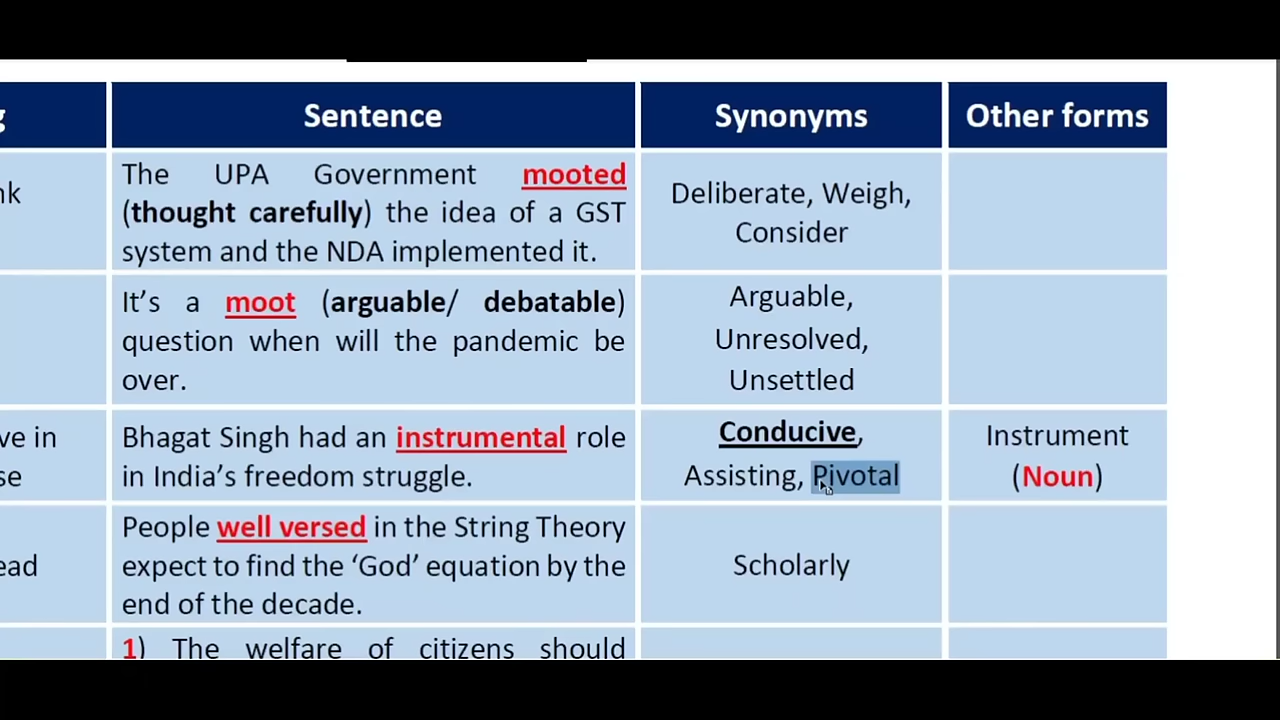 g Sentence Synonyms Other forms
nk
The UPA Government mooted
(thought carefully) the idea of a GST
system and the NDA implemented it.
Deliberate, Weigh,
Consider
It's a moot (arguable/ debatable)
question when will the pandemic be
over.
Arguable,
Unresolved,
Unsettled
ve in
se
Bhagat Singh had an instrumental role
in India's freedom struggle.
Conducive,
Assisting, Pivotal
Instrument
(Noun)
ead
People well versed in the String Theory
expect to find the ‘God’ equation by the
end of the decade.
Scholarly
1) The welfare of citizens should